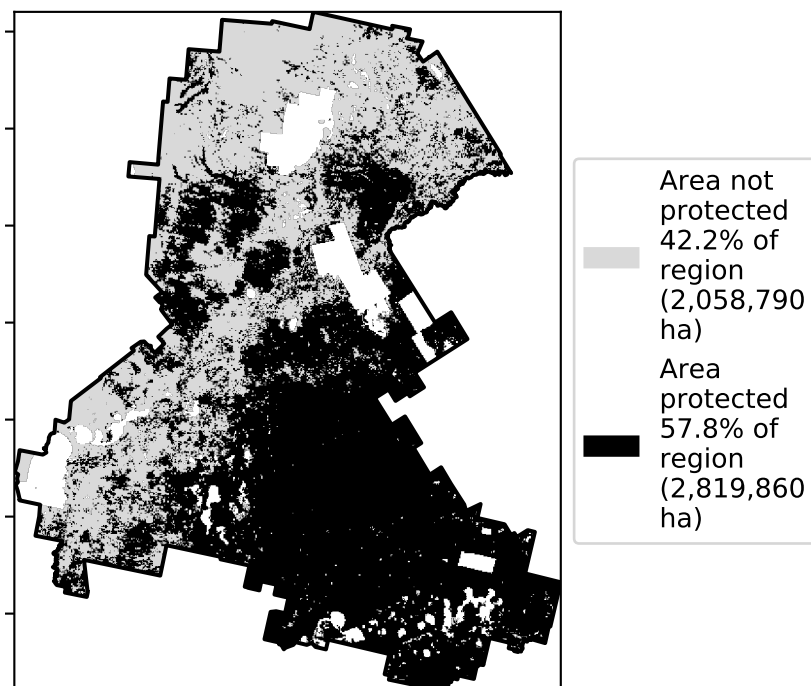 Area not
protected
42.2% of
region
(2,058,790
ha)
Area
protected
57.8% of
region
(2,819,860
ha)